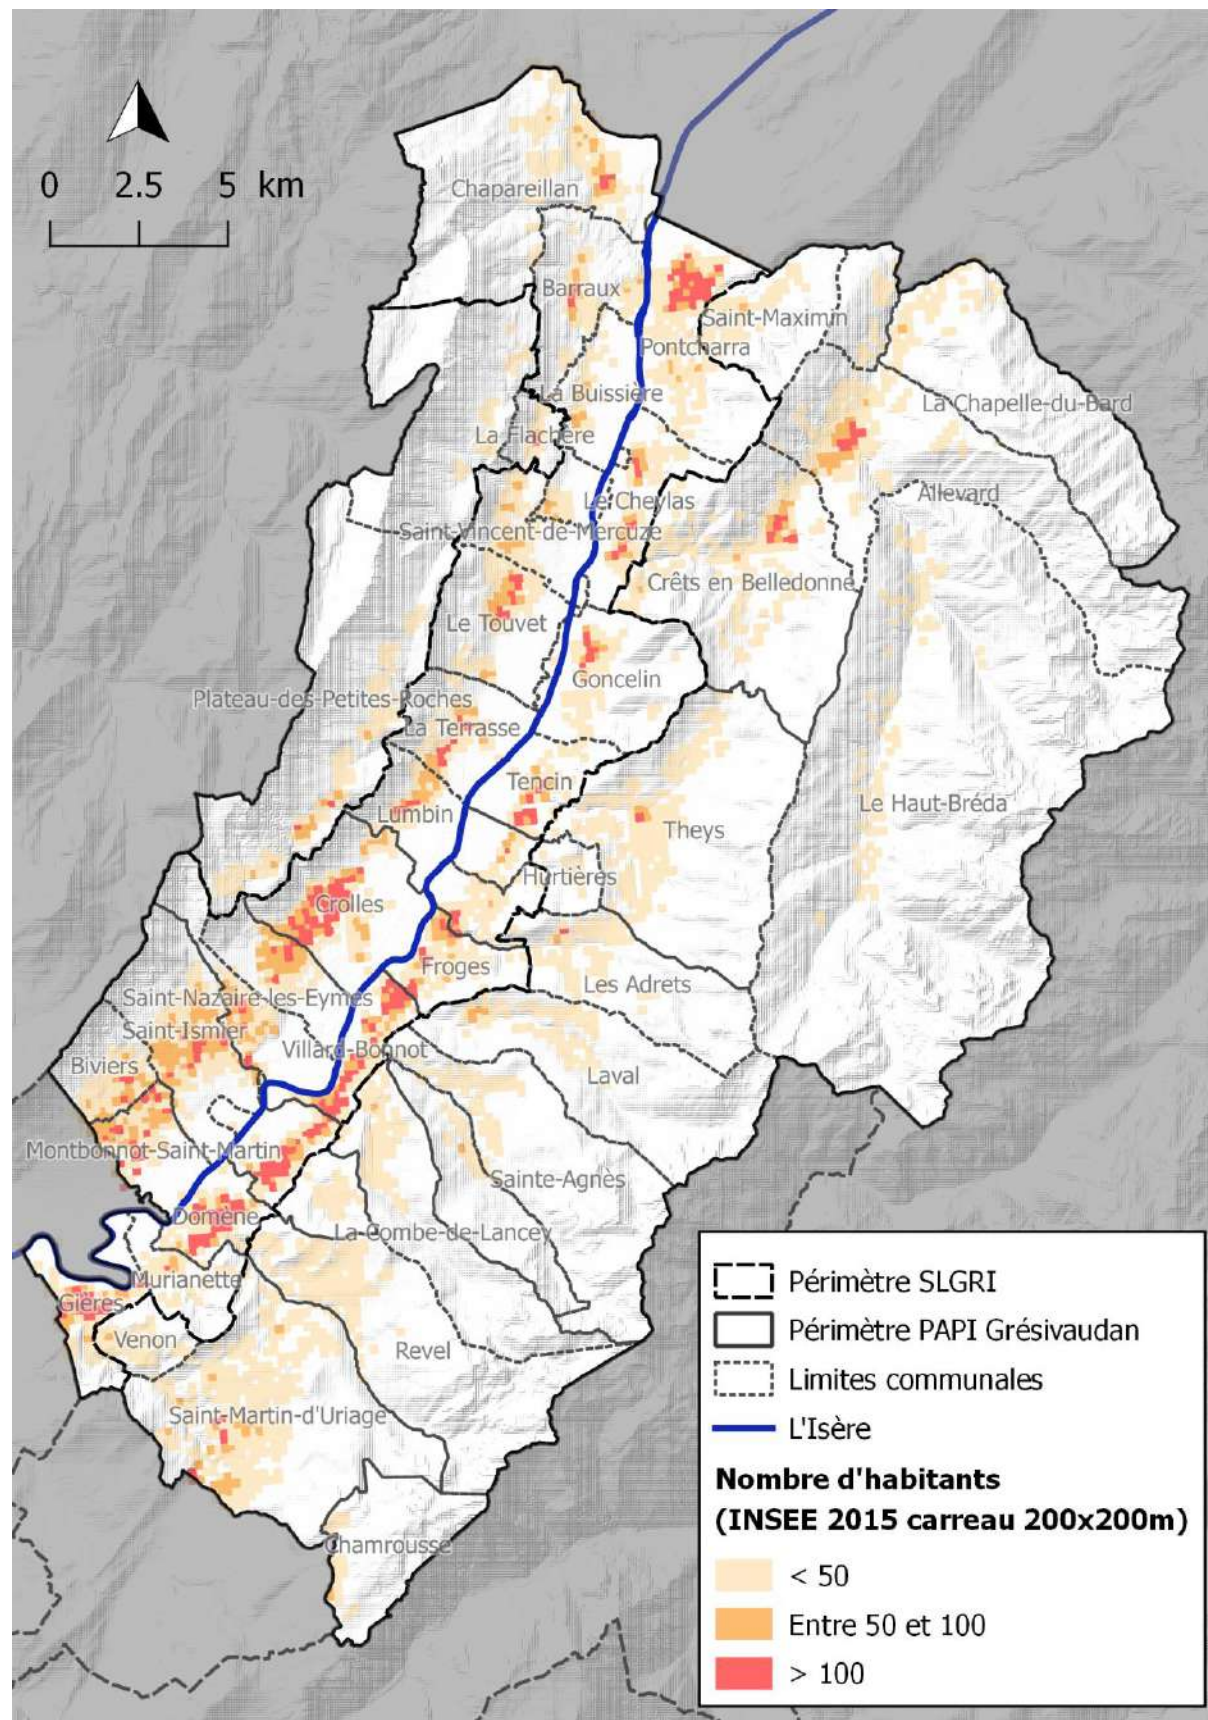 0 2.5 5 km
Chapareillan
Barraux
Saint-Maximin
Pontcharra
La Buissière
La Chapelle-du-Bard
La Flachère
Allevard
Le Cheylas
Saint-Vincent-de-Mercuze
Crêts en Belledonne
Le Touvet
Goncelin
Plateau-des-Petites-Roches
La Terrasse
Tencin
Le Haut-Bréda
Lumbin
Theys
Hurtières
Crolles
Froges
Les Adrets
Saint-Nazaire-les-Eymes
Saint-Ismier
Villard-Bonnot
Biviers
Laval
Montbonnot-Saint-Martin
Sainte-Agnès
Domène
La-Combe-de-Lancey
Murianette
Gières
Venon
Revel
Saint-Martin-d'Uriage
Chamrousse
Périmètre SLGRI
Périmètre PAPI Grésivaudan
Limites communales
L'Isère
Nombre d'habitants
(INSEE 2015 carreau 200x200m)
< 50
Entre 50 et 100
> 100